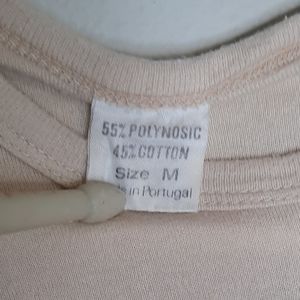 55% POLYNOSIC
45% COTTON
Size M
in Portugal